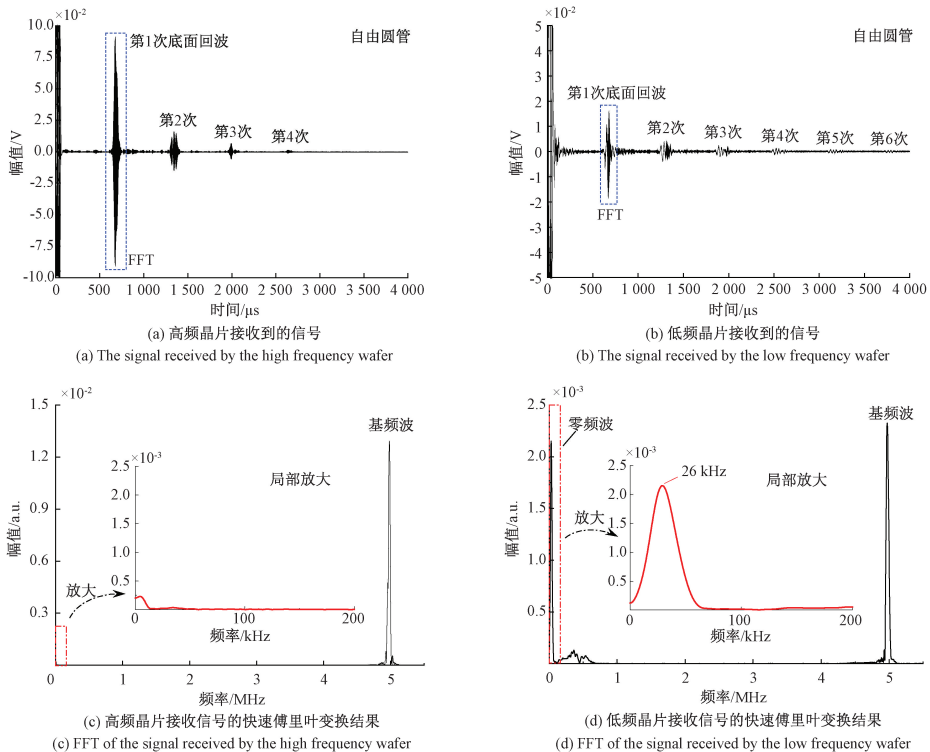 ×10-2
10.0
7.5
5.0
2.5
0.0
-2.5
-5.0
-7.5
-10.0
幅值/V
自由圆管
第1次底面回波
第2次
第3次
第4次
FFT
0 500 1 000 1 500 2 000 2 500 3 000 3 500 4 000
时间/μs
(a) 高频晶片接收到的信号
(a) The signal received by the high frequency wafer
×10-2
5
4
3
2
1
0
-1
-2
-3
-4
-5
幅值/V
自由圆管
第1次底面回波
第2次
第3次
第4次
第5次
第6次
FFT
0 500 1 000 1 500 2 000 2 500 3 000 3 500 4 000
时间/μs
(b) 低频晶片接收到的信号
(b) The signal received by the low frequency wafer
×10-2
1.5
1.2
0.9
0.6
0.3
幅值/a.u.
基频波
放大
×10-3
2.5
2.0
1.5
1.0
0.5
0
局部放大
0 100 200
频率/kHz
0 1 2 3 4 5
频率/MHz
(c) 高频晶片接收信号的快速傅里叶变换结果
(c) FFT of the signal received by the high frequency wafer
×10-3
2.5
2.0
1.5
1.0
0.5
幅值/a.u.
零频波
基频波
放大
×10-3
2.5
2.0
1.5
1.0
0.5
26 kHz
局部放大
0 100 200
频率/kHz
0 1 2 3 4 5
频率/MHz
(d) 低频晶片接收信号的快速傅里叶变换结果
(d) FFT of the signal received by the low frequency wafer